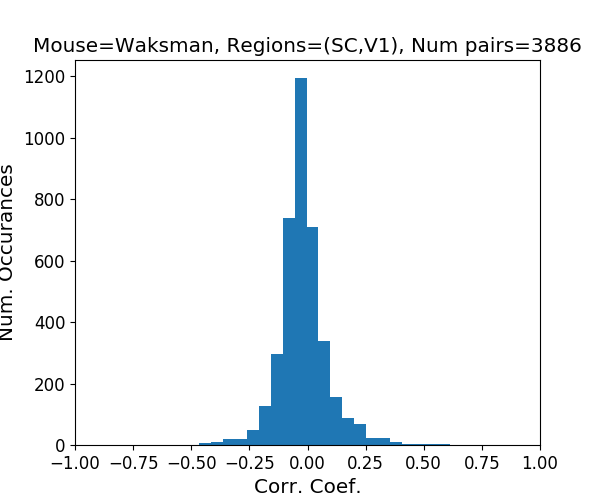 Mouse=Waksman, Regions=(SC,V1), Num pairs=3886
1200
1000
800
600
400
200
0
Num. Occurances
−1.00 −0.75 −0.50 −0.25 0.00 0.25 0.50 0.75 1.00
Corr. Coef.